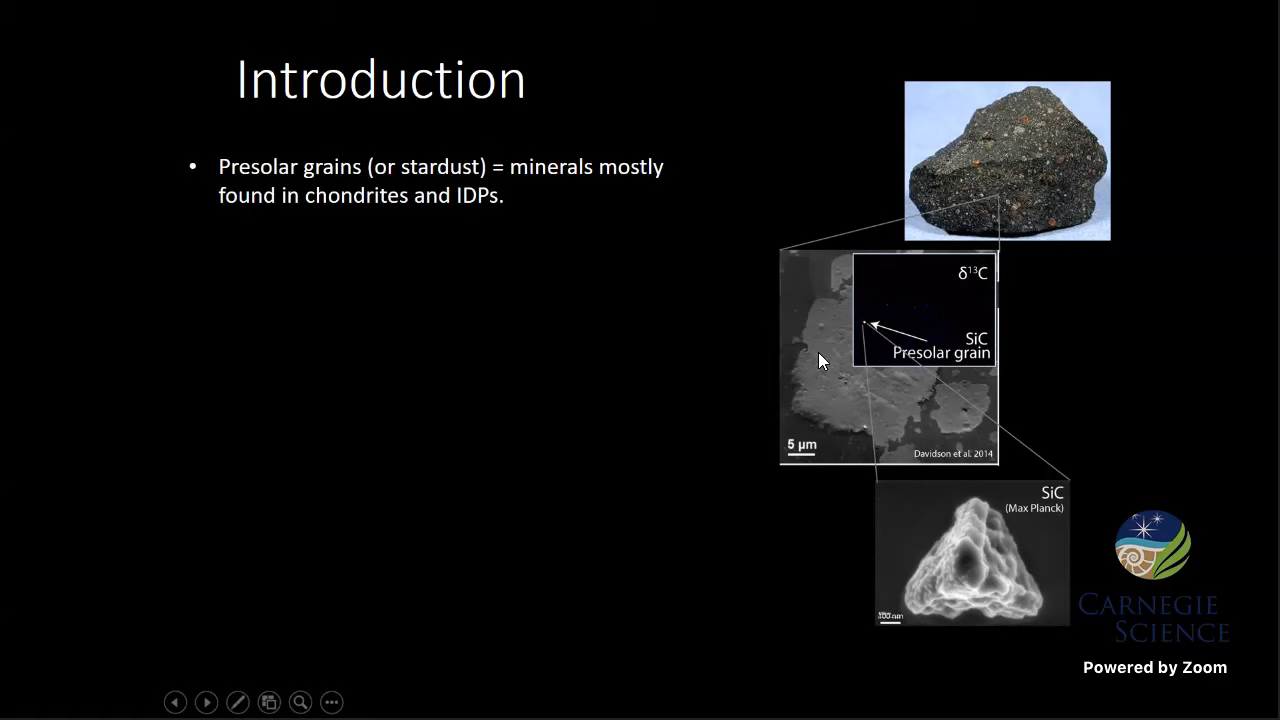 Introduction
• Presolar grains (or stardust) = minerals mostly
found in chondrites and IDPs.
δ¹³C
SiC
Presolar grain
5 µm
Davidson et al. 2014
SiC
(Max Planck)
CARNEGIE
SCIENCE
Powered by Zoom